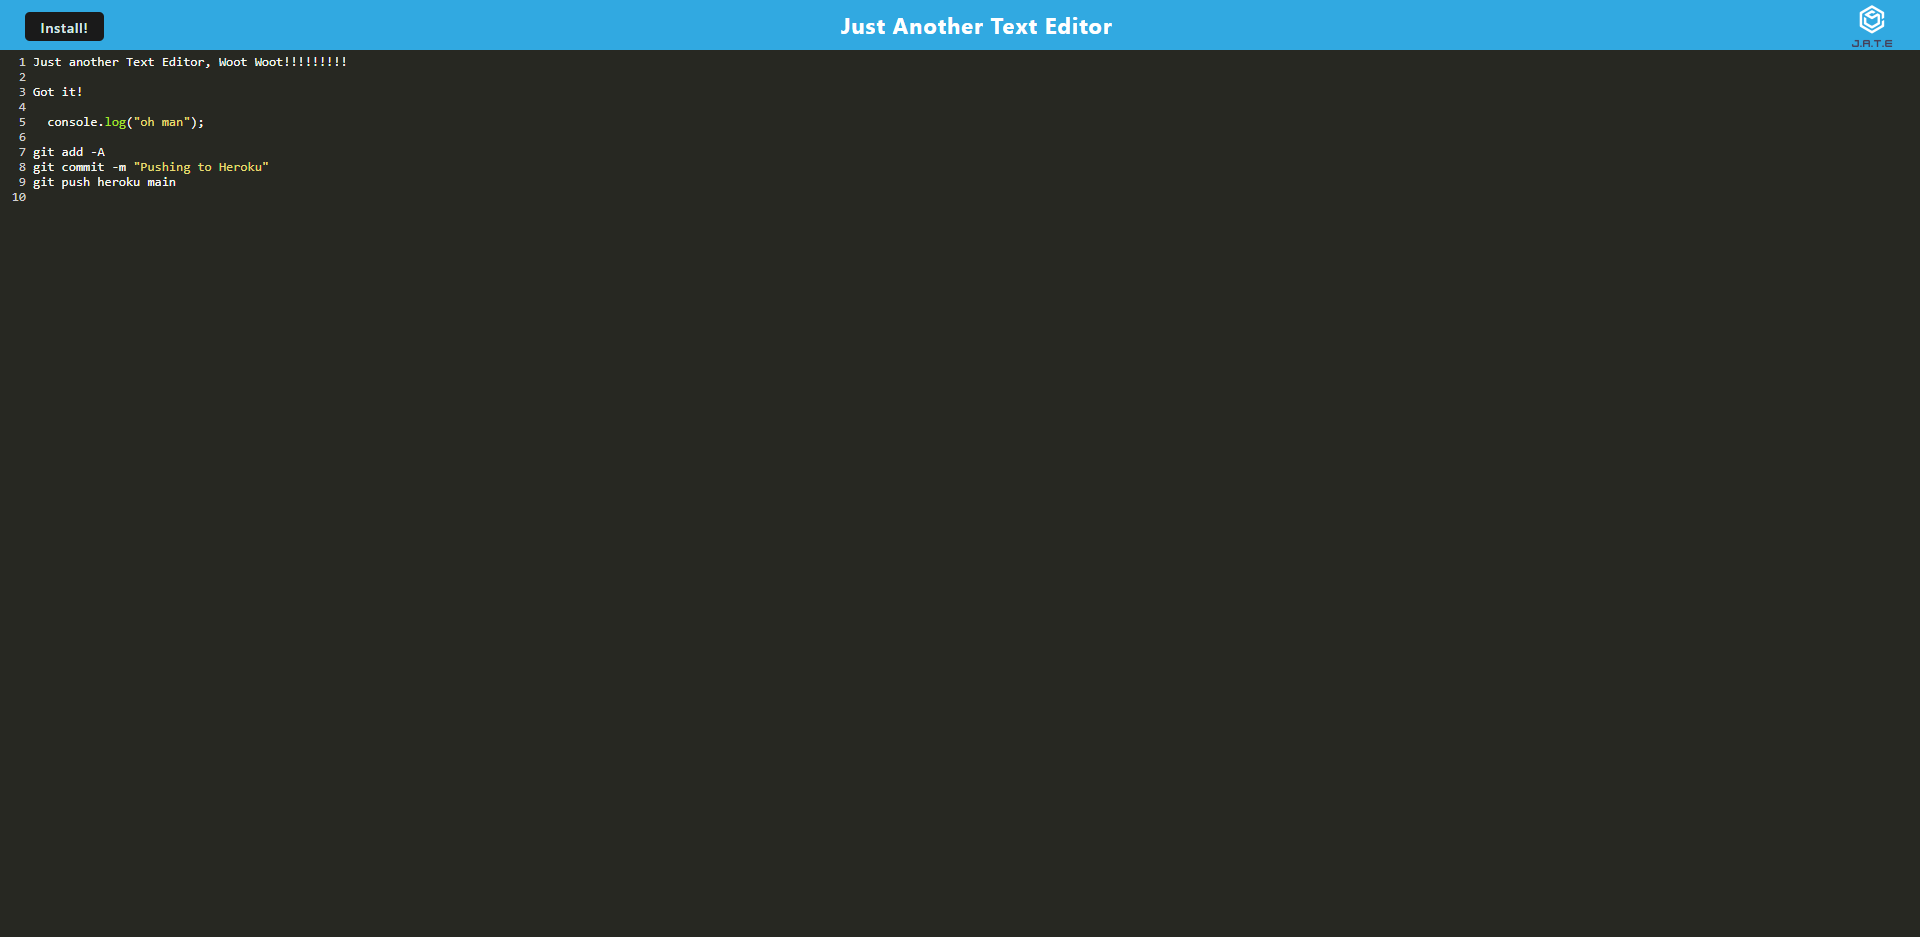 Install!
Just Another Text Editor
J.A.T.E
1 Just another Text Editor, Woot Woot!!!!!!!!!
2
3 Got it!
4
5   console.log("oh man");
6
7 git add -A
8 git commit -m "Pushing to Heroku"
9 git push heroku main
10